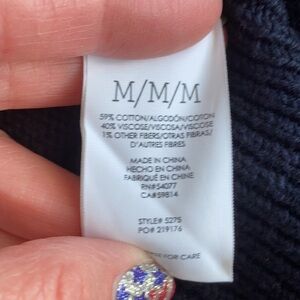 M/M/M
59% COTTON/ALGODÓN/COTON
40% VISCOSE/VISCOSA/VISCOSE
1% OTHER FIBERS/OTRAS FIBRAS/
D'AUTRES FIBRES
MADE IN CHINA
HECHO EN CHINA
FABRIQUÉ EN CHINE
RN#54077
CA#59814
STYLE# 5275
PO# 219176
FOR CARE